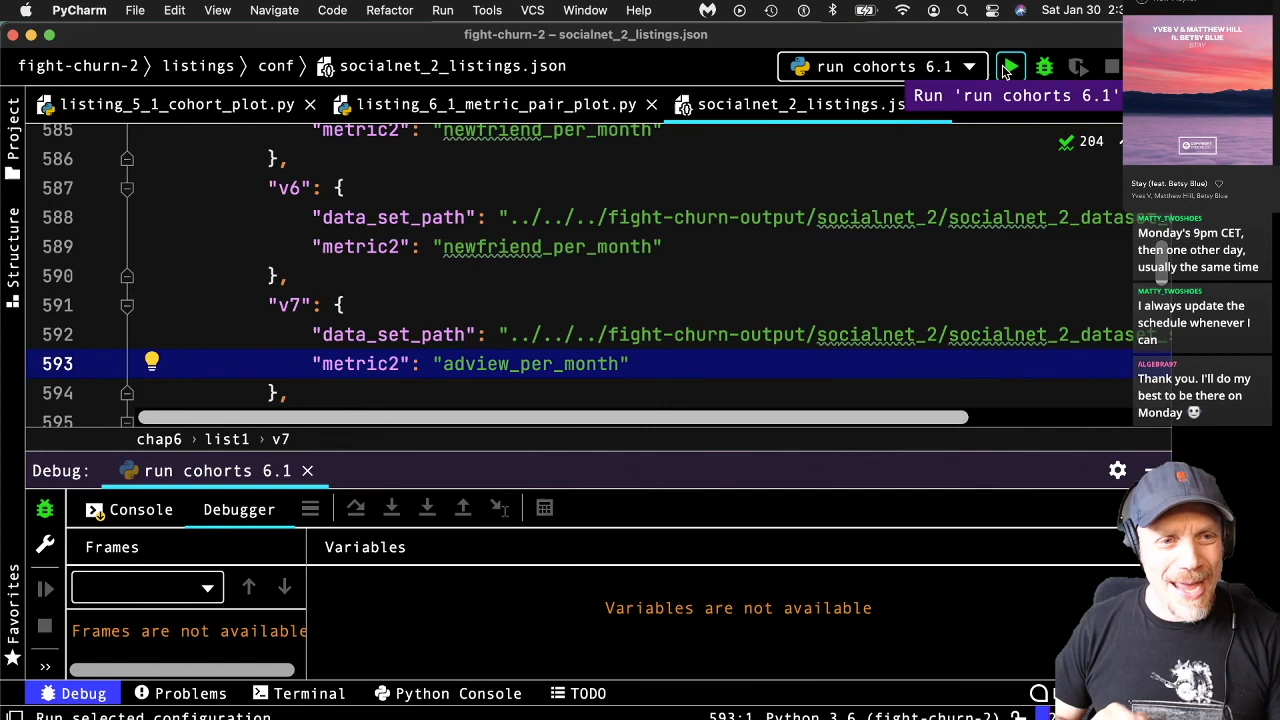 PyCharm File Edit View Navigate Code Refactor Run Tools VCS Window Help Sat Jan 30 2:
fight-churn-2 – socialnet_2_listings.json
fight-churn-2 listings conf socialnet_2_listings.json run cohorts 6.1
Run 'run cohorts 6.1'
listing_5_1_cohort_plot.py listing_6_1_metric_pair_plot.py socialnet_2_listings.js
585 "metric2": "newfriend_per_month"
204
586 },
587 "v6": {
588 "data_set_path": "../../../fight-churn-output/socialnet_2/socialnet_2_datase
589 "metric2": "newfriend_per_month"
590 },
591 "v7": {
592 "data_set_path": "../../../fight-churn-output/socialnet_2/socialnet_2_datase
593 "metric2": "adview_per_month"
594 },
595
chap6 › list1 › v7
Debug: run cohorts 6.1
Console Debugger
Frames Variables
Variables are not available
Frames are not available
Debug Problems Terminal Python Console TODO
Run selected configuration 593:1 Python 3.6 (fight-churn-2)
Project
Structure
Favorites
YVES V & MATTHEW HILL
ft. BETSY BLUE
STAY
Stay (feat. Betsy Blue)
Yves V, Matthew Hill, Betsy Blue
MATTY_TWOSHOES
Monday's 9pm CET,
then one other day,
usually the same time
MATTY_TWOSHOES
I always update the
schedule whenever I
can
ALGEBRA97
Thank you. I'll do my
best to be there on
Monday